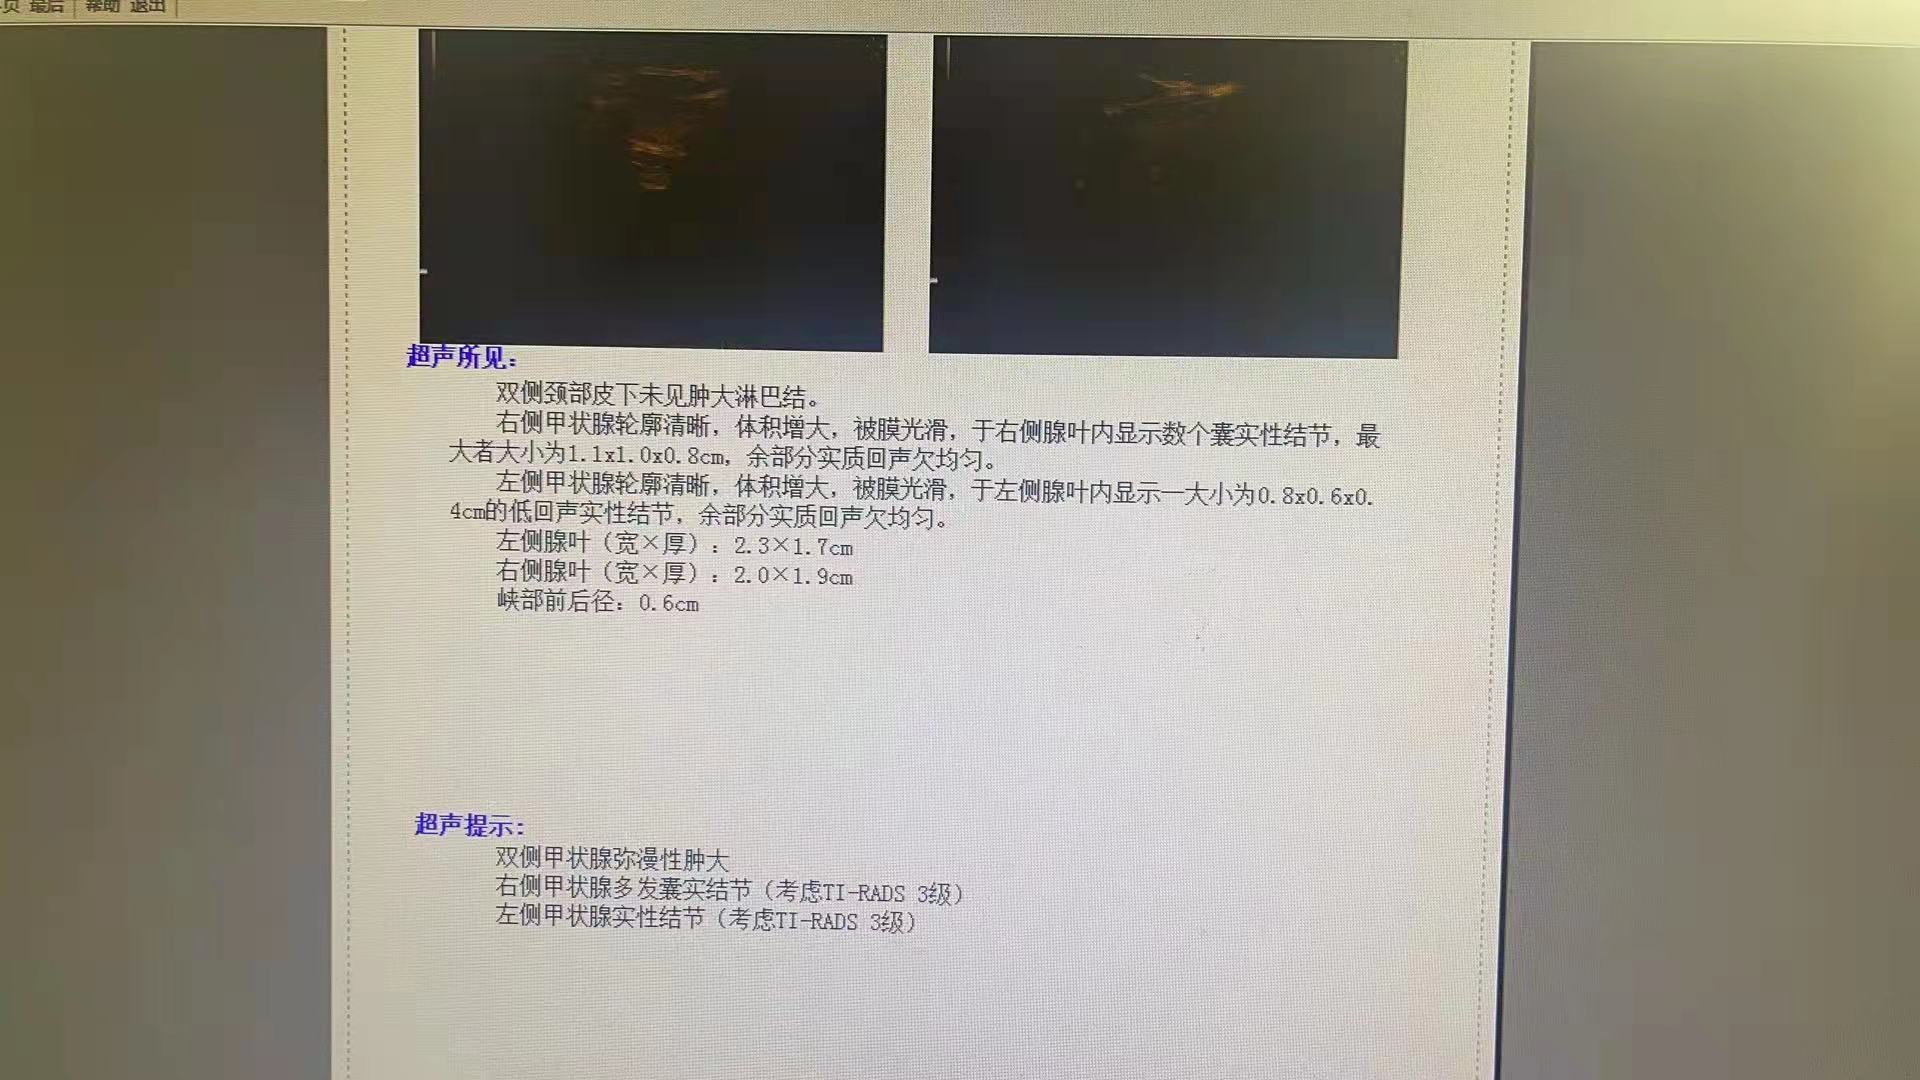 页 最后 帮助 退出
超声所见:
双侧颈部皮下未见肿大淋巴结。
右侧甲状腺轮廓清晰，体积增大，被膜光滑，于右侧腺叶内显示数个囊实性结节，最
大者大小为1.1x1.0x0.8cm，余部分实质回声欠均匀。
左侧甲状腺轮廓清晰，体积增大，被膜光滑，于左侧腺叶内显示一大小为0.8x0.6x0.
4cm的低回声实性结节，余部分实质回声欠均匀。
左侧腺叶（宽×厚）：2.3×1.7cm
右侧腺叶（宽×厚）：2.0×1.9cm
峡部前后径：0.6cm
超声提示:
双侧甲状腺弥漫性肿大
右侧甲状腺多发囊实结节（考虑TI-RADS 3级）
左侧甲状腺实性结节（考虑TI-RADS 3级）